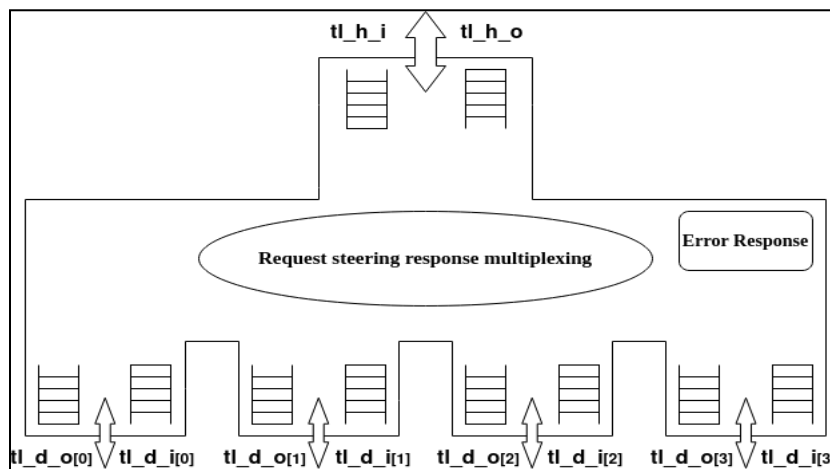 tl_h_i tl_h_o
Error Response
Request steering response multiplexing
tl_d_o[0] tl_d_i[0] tl_d_o[1] tl_d_i[1] tl_d_o[2] tl_d_i[2] tl_d_o[3] tl_d_i[3